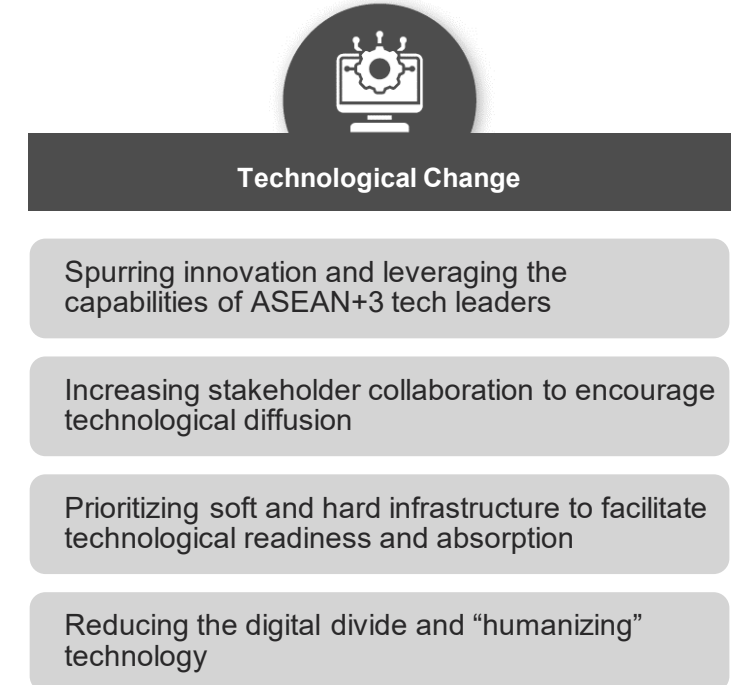 Technological Change
Spurring innovation and leveraging the
capabilities of ASEAN+3 tech leaders
Increasing stakeholder collaboration to encourage
technological diffusion
Prioritizing soft and hard infrastructure to facilitate
technological readiness and absorption
Reducing the digital divide and “humanizing”
technology